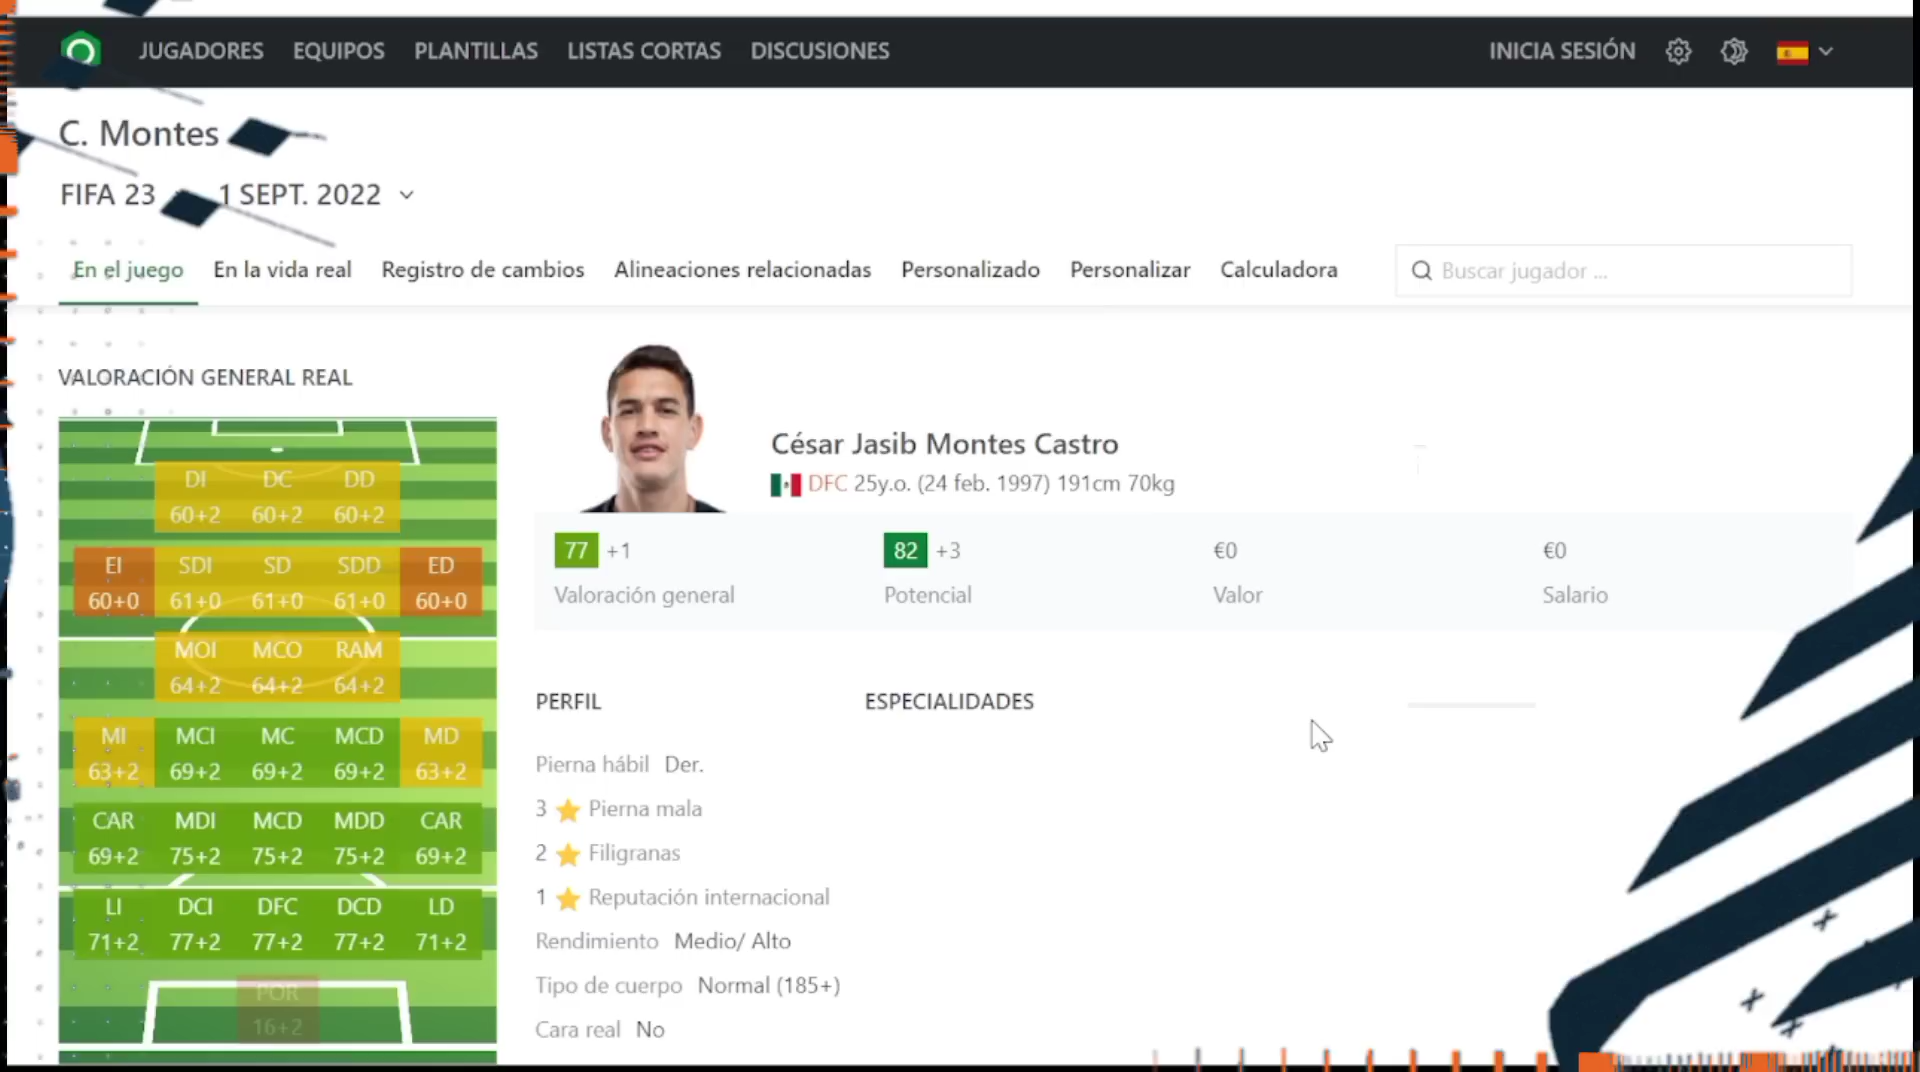 JUGADORES EQUIPOS PLANTILLAS LISTAS CORTAS DISCUSIONES INICIA SESIÓN
C. Montes
FIFA 23 1 SEPT. 2022
En el juego En la vida real Registro de cambios Alineaciones relacionadas Personalizado Personalizar Calculadora Buscar jugador ...
VALORACIÓN GENERAL REAL
DI DC DD
60+2 60+2 60+2
EI SDI SD SDD ED
60+0 61+0 61+0 61+0 60+0
MOI MCO RAM
64+2 64+2 64+2
MI MCI MC MCD MD
63+2 69+2 69+2 69+2 63+2
CAR MDI MCD MDD CAR
69+2 75+2 75+2 75+2 69+2
LI DCI DFC DCD LD
71+2 77+2 77+2 77+2 71+2
POR
16+2
César Jasib Montes Castro
DFC 25y.o. (24 feb. 1997) 191cm 70kg
77 +1 82 +3 €0 €0
Valoración general Potencial Valor Salario
PERFIL ESPECIALIDADES
Pierna hábil Der.
3 Pierna mala
2 Filigranas
1 Reputación internacional
Rendimiento Medio/ Alto
Tipo de cuerpo Normal (185+)
Cara real No